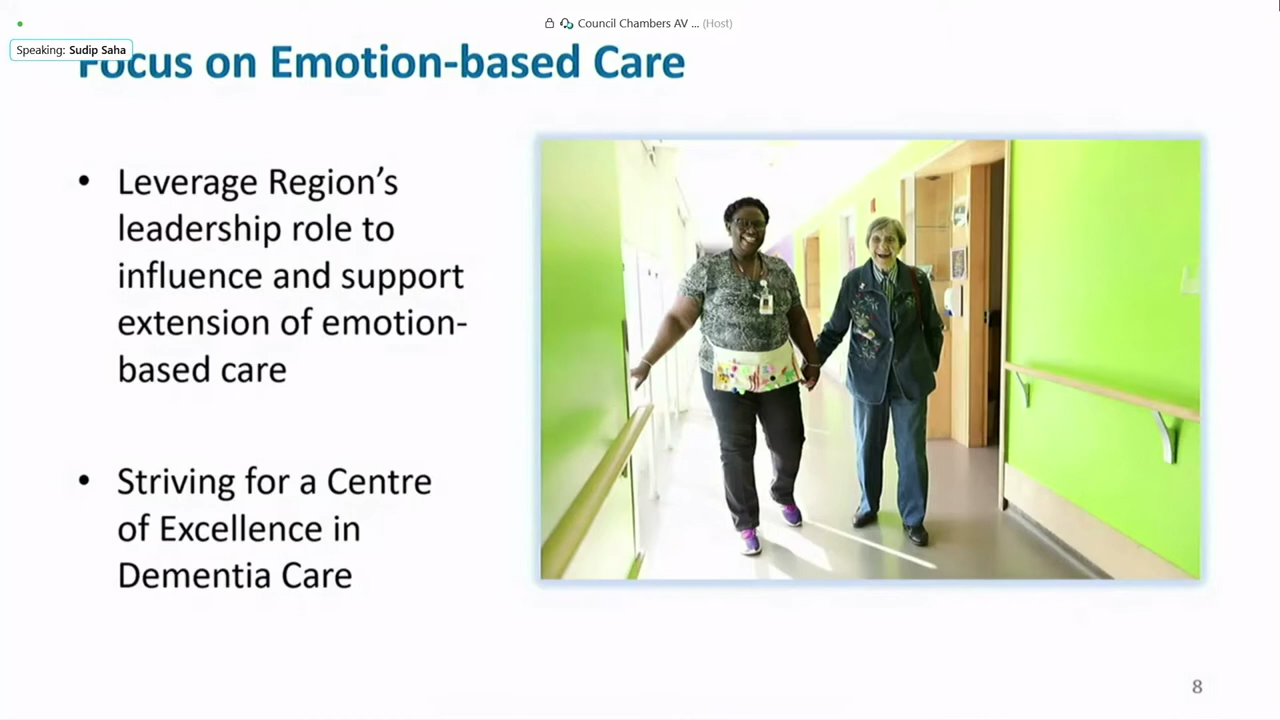 Council Chambers AV ... (Host)
Speaking: Sudip Saha
Focus on Emotion-based Care
• Leverage Region’s
leadership role to
influence and support
extension of emotion-
based care
• Striving for a Centre
of Excellence in
Dementia Care
8